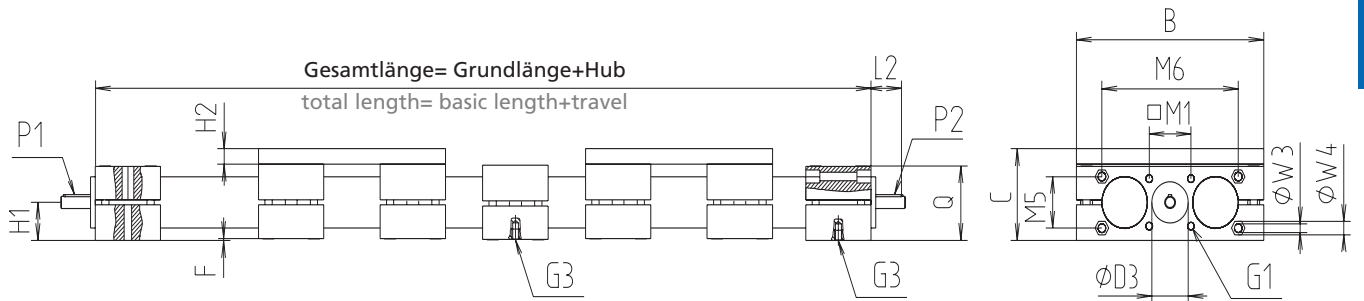 Gesamtlänge= Grundlänge+Hub
total length= basic length+travel
L2
H2
P1
P2
H1
F
Q
G3
G3
B
M6
□M1
C
M5
ØW3
ØW4
ØD3
G1